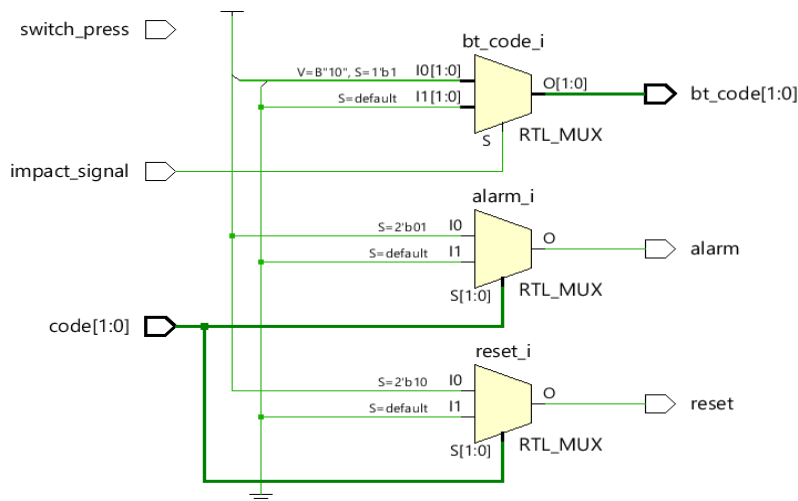 switch_press
bt_code_i
V=B"10", S=1'b1
I0[1:0]
S=default
I1[1:0]
O[1:0]
bt_code[1:0]
S
RTL_MUX
impact_signal
alarm_i
S=2'b01
I0
S=default
I1
O
alarm
S[1:0]
RTL_MUX
code[1:0]
reset_i
S=2'b10
I0
S=default
I1
O
reset
S[1:0]
RTL_MUX